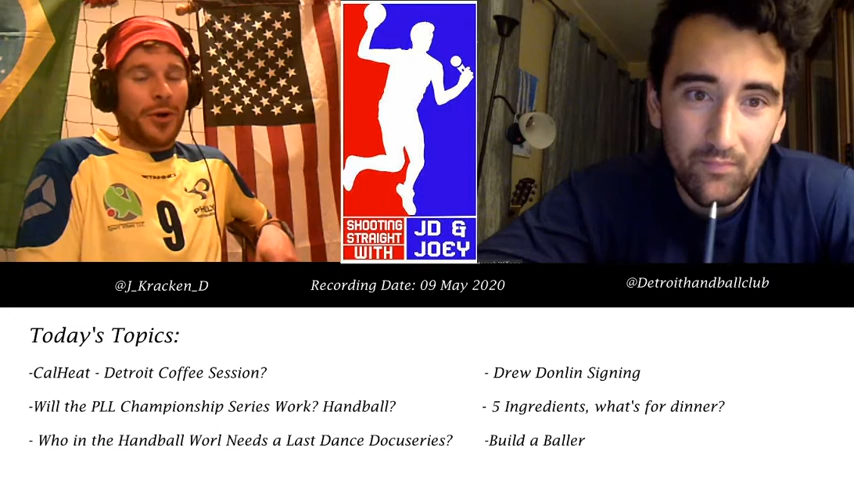 9
SHOOTING
STRAIGHT
WITH
JD &
JOEY
@J_Kracken_D
Recording Date: 09 May 2020
@Detroithandballclub
Today's Topics:
-CalHeat - Detroit Coffee Session?
- Drew Donlin Signing
-Will the PLL Championship Series Work? Handball?
- 5 Ingredients, what's for dinner?
- Who in the Handball Worl Needs a Last Dance Docuseries?
-Build a Baller